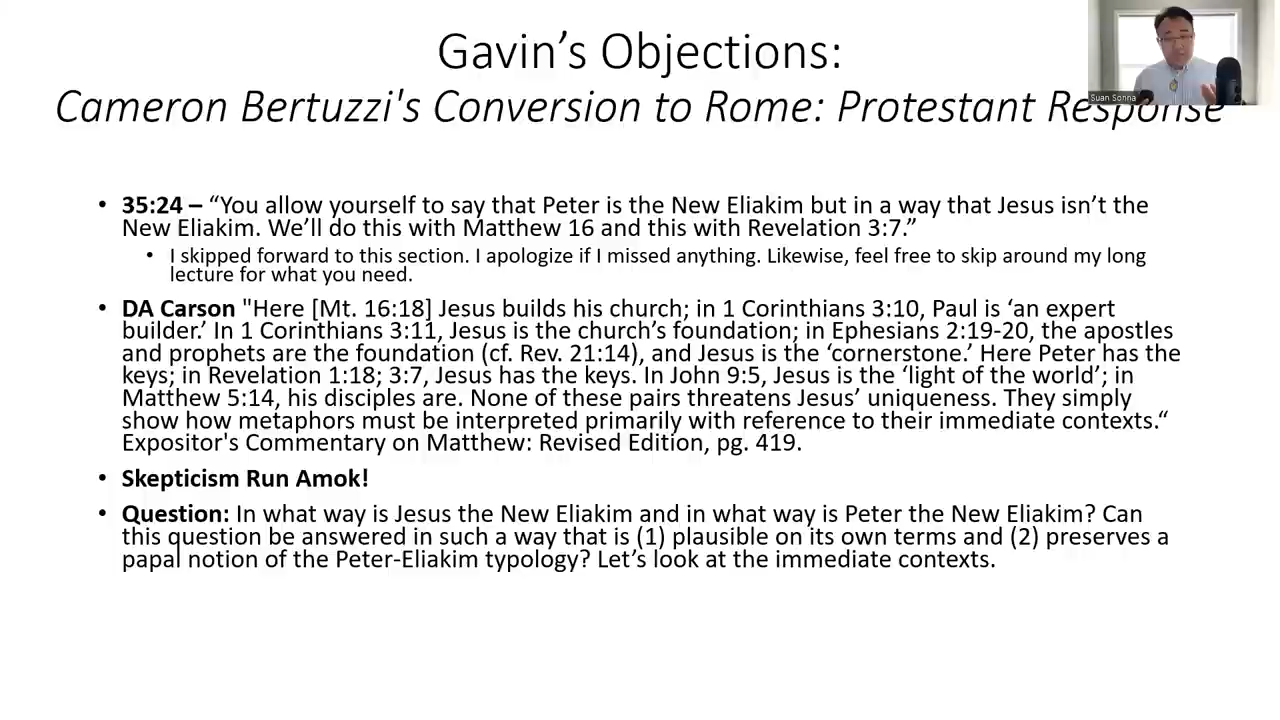 Gavin’s Objections:
Cameron Bertuzzi's Conversion to Rome: Protestant Response
Suan Sonna
• 35:24 – “You allow yourself to say that Peter is the New Eliakim but in a way that Jesus isn’t the
New Eliakim. We’ll do this with Matthew 16 and this with Revelation 3:7.”
• I skipped forward to this section. I apologize if I missed anything. Likewise, feel free to skip around my long
lecture for what you need.
• DA Carson "Here [Mt. 16:18] Jesus builds his church; in 1 Corinthians 3:10, Paul is ‘an expert
builder.’ In 1 Corinthians 3:11, Jesus is the church’s foundation; in Ephesians 2:19-20, the apostles
and prophets are the foundation (cf. Rev. 21:14), and Jesus is the ‘cornerstone.’ Here Peter has the
keys; in Revelation 1:18; 3:7, Jesus has the keys. In John 9:5, Jesus is the ‘light of the world’; in
Matthew 5:14, his disciples are. None of these pairs threatens Jesus’ uniqueness. They simply
show how metaphors must be interpreted primarily with reference to their immediate contexts.“
Expositor's Commentary on Matthew: Revised Edition, pg. 419.
• Skepticism Run Amok!
• Question: In what way is Jesus the New Eliakim and in what way is Peter the New Eliakim? Can
this question be answered in such a way that is (1) plausible on its own terms and (2) preserves a
papal notion of the Peter-Eliakim typology? Let’s look at the immediate contexts.